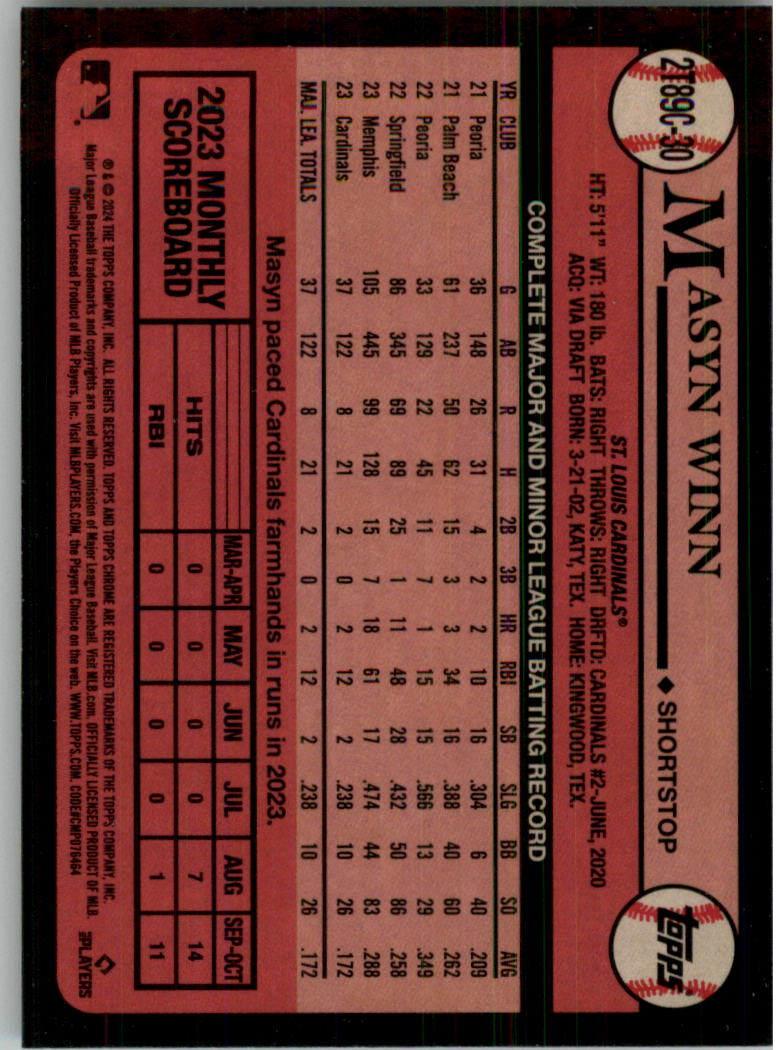 2T89C-30
MASYN WINN ◆ SHORTSTOP
topps®
ST. LOUIS CARDINALS®
HT: 5'11" WT: 180 lb. BATS: RIGHT THROWS: RIGHT DRFTD: CARDINALS #2-JUNE, 2020
ACQ: VIA DRAFT BORN: 3-21-02, KATY, TEX. HOME: KINGWOOD, TEX.
COMPLETE MAJOR AND MINOR LEAGUE BATTING RECORD
YR CLUB G AB R H 2B 3B HR RBI SB SLG BB SO AVG
21 Peoria 36 148 26 31 4 2 2 10 16 .304 6 40 .209
21 Palm Beach 61 237 50 62 15 3 3 34 16 .388 40 60 .262
22 Peoria 33 129 22 45 11 7 1 15 15 .566 13 29 .349
22 Springfield 86 345 69 89 25 1 11 48 28 .432 50 86 .258
23 Memphis 105 445 99 128 15 7 18 61 17 .474 44 83 .288
23 Cardinals 37 122 8 21 2 0 2 12 2 .238 10 26 .172
MAJ. LEA. TOTALS 37 122 8 21 2 0 2 12 2 .238 10 26 .172
Masyn paced Cardinals farmhands in runs in 2023.
2023 MONTHLY
SCOREBOARD
MAR-APR MAY JUN JUL AUG SEP-OCT
HITS 0 0 0 0 7 14
RBI 0 0 0 0 1 11
® & © 2024 THE TOPPS COMPANY, INC. ALL RIGHTS RESERVED. TOPPS AND TOPPS CHROME ARE REGISTERED TRADEMARKS OF THE TOPPS COMPANY, INC.
Major League Baseball trademarks and copyrights are used with permission of Major League Baseball. Visit MLB.com. OFFICIALLY LICENSED PRODUCT OF MLB
Officially Licensed Product of MLB Players, Inc. Visit MLBPLAYERS.COM, the Players Choice on the web. WWW.TOPPS.COM. CODE#CMP076464
MLBPLAYERS